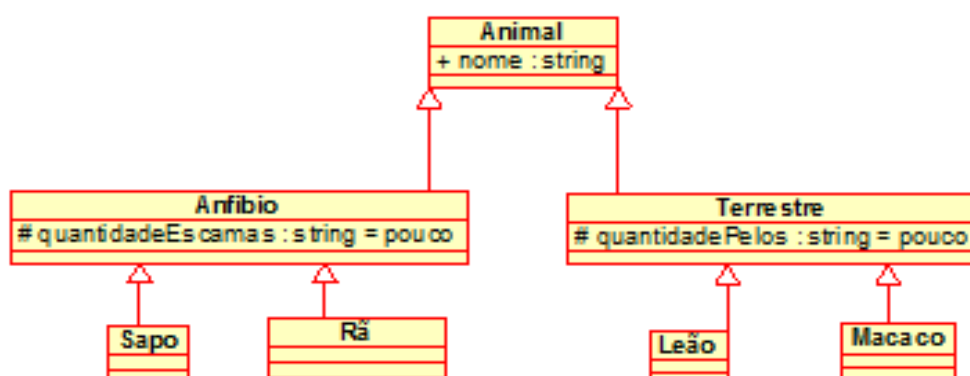 Animal
+ nome : string
Anfibio
# quantidadeEscamas : string = pouco
Terrestre
# quantidadePelos : string = pouco
Sapo
Rã
Leão
Macaco